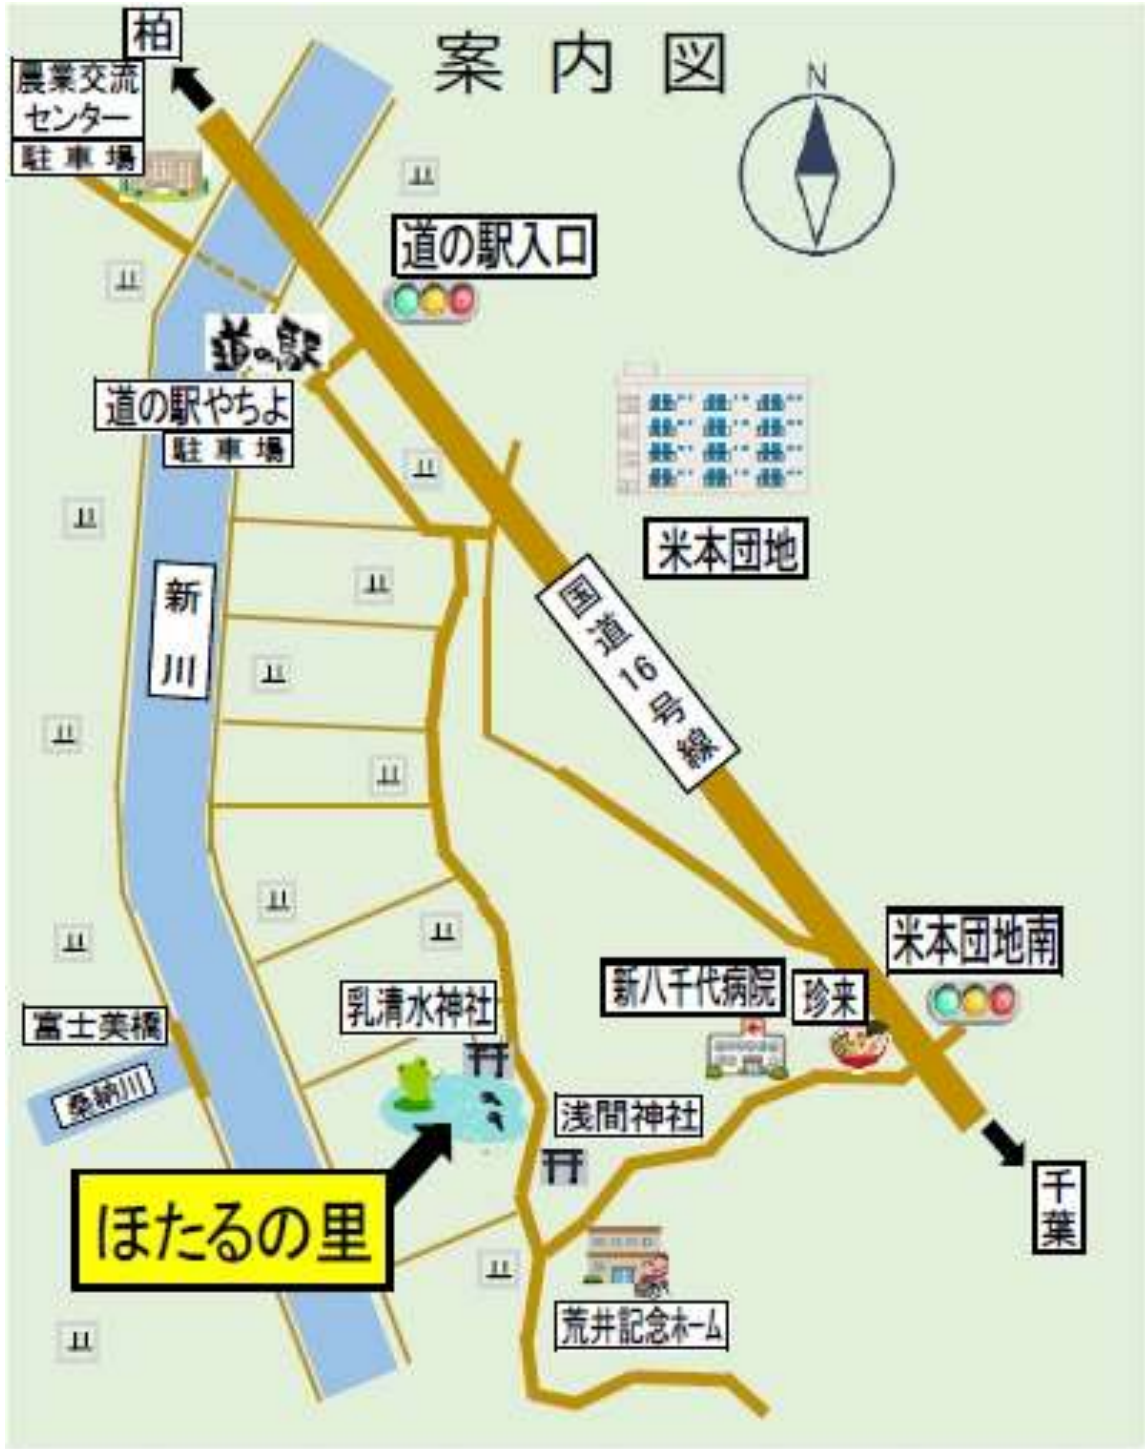 案内図
N
柏
農業交流
センター
駐車場
道の駅入口
道の駅
道の駅やちよ
駐車場
米本団地
新川
国道16号線
米本団地南
新八千代病院
珍来
乳清水神社
富士美橋
桑納川
浅間神社
ほたるの里
千葉
荒井記念ホーム